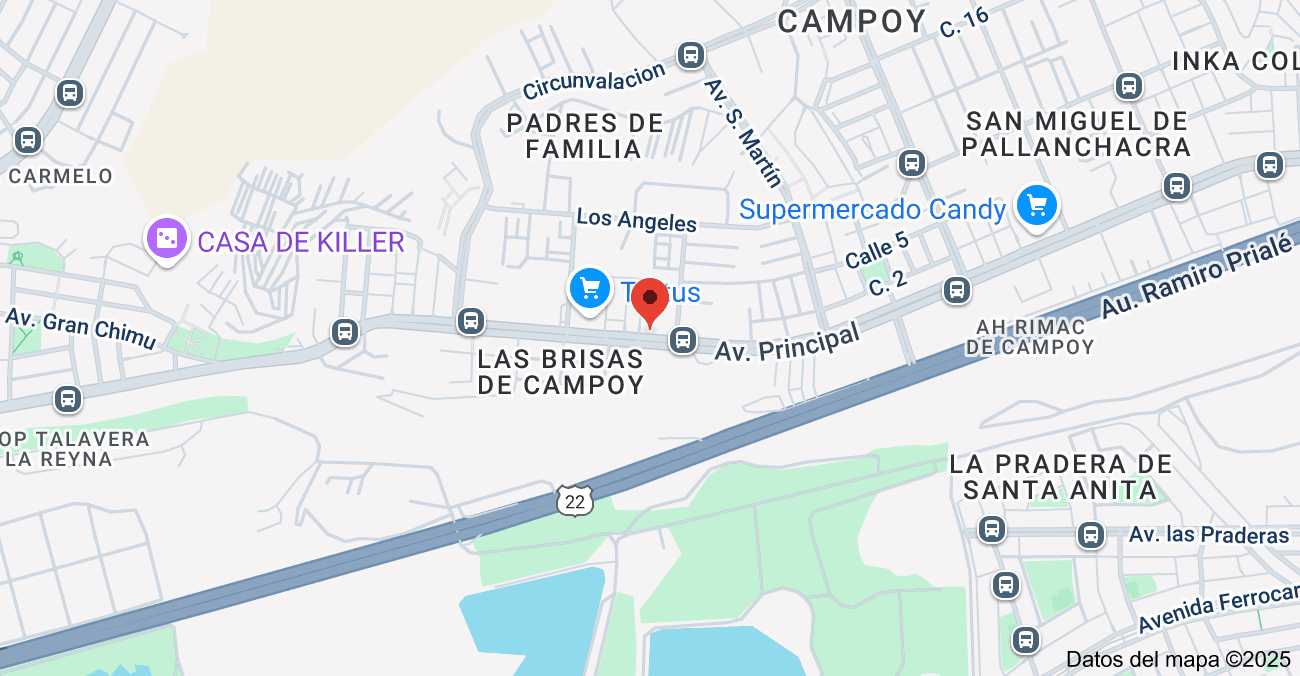 CAMPOY
C. 16
Circunvalacion
INKA COL
Av. S. Martín
PADRES DE
FAMILIA
SAN MIGUEL DE
PALLANCHACRA
CARMELO
Los Angeles
Supermercado Candy
CASA DE KILLER
Calle 5
C. 2
Au. Ramiro Prialé
Av. Gran Chimu
AH RIMAC
DE CAMPOY
Av. Principal
LAS BRISAS
DE CAMPOY
OP TALAVERA
LA REYNA
LA PRADERA DE
SANTA ANITA
22
Av. las Praderas
Avenida Ferrocar
Datos del mapa ©2025